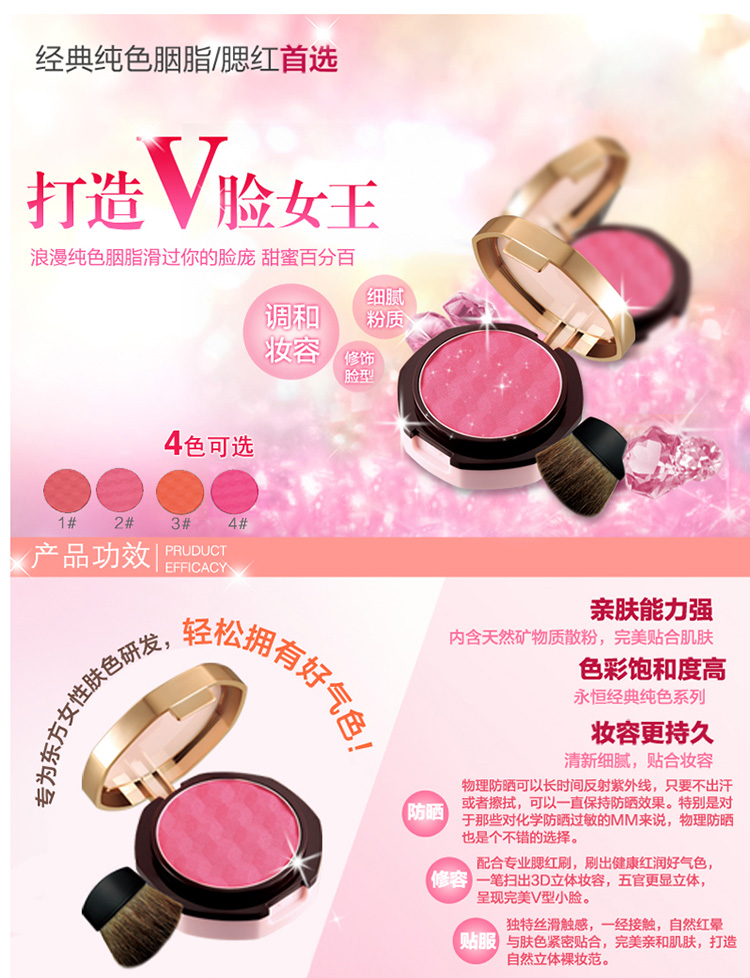 经典纯色胭脂/腮红首选
打造V脸女王
浪漫纯色胭脂滑过你的脸庞 甜蜜百分百
调和
妆容
细腻
粉质
修饰
脸型
4色可选
1# 2# 3# 4#
产品功效
PRUDUCT
EFFICACY
专为东方女性肤色研发，轻松拥有好气色！
亲肤能力强
内含天然矿物质散粉，完美贴合肌肤
色彩饱和度高
永恒经典纯色系列
妆容更持久
清新细腻，贴合妆容
防晒
物理防晒可以长时间反射紫外线，只要不出汗
或者擦拭，可以一直保持防晒效果。特别是对
于那些对化学防晒过敏的MM来说，物理防晒
也是个不错的选择。
修容
配合专业腮红刷，刷出健康红润好气色，
一笔扫出3D立体妆容，五官更显立体，
呈现完美V型小脸。
贴服
独特丝滑触感，一经接触，自然红晕
与肤色紧密贴合，完美亲和肌肤，打造
自然立体裸妆范。